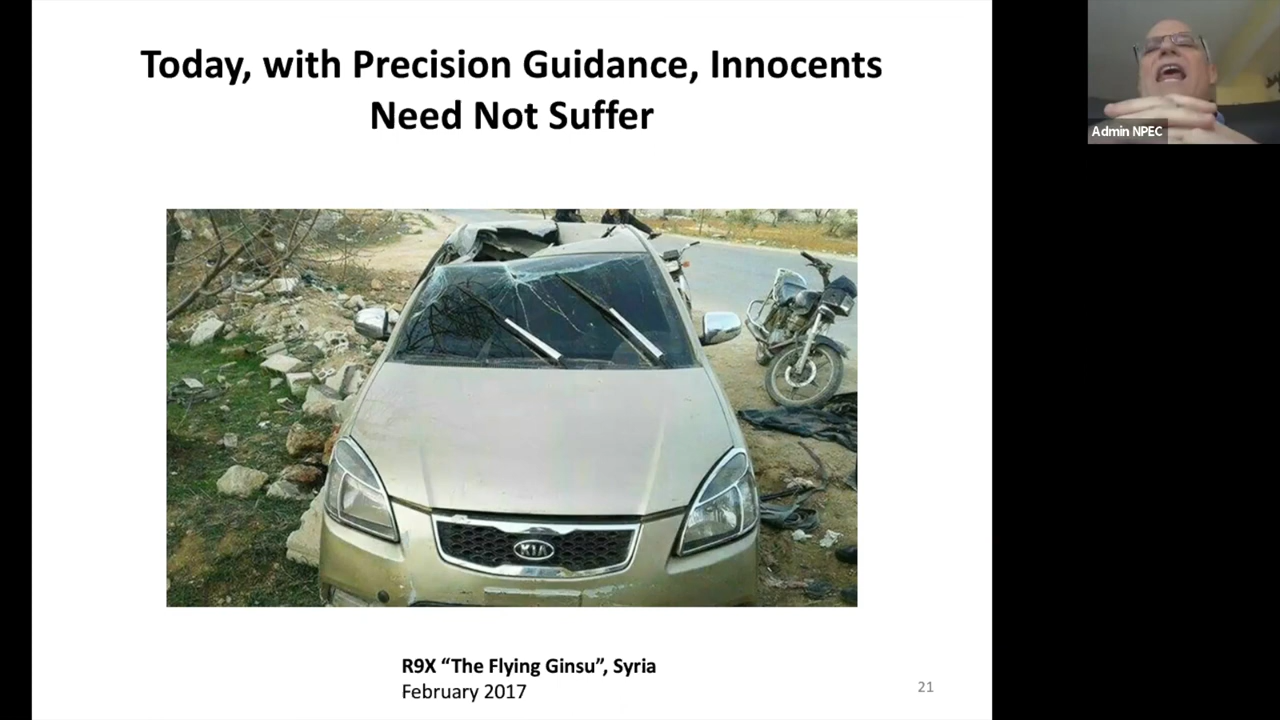 Today, with Precision Guidance, Innocents
Need Not Suffer
Admin NPEC
KIA
R9X “The Flying Ginsu”, Syria
February 2017
21